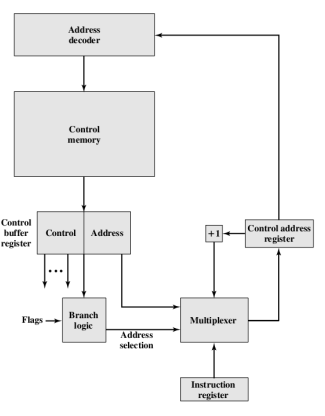 Address
decoder
Control
memory
Control
buffer
register
Control
Address
Control address
register
+1
Flags
Branch
logic
Address
selection
Multiplexer
Instruction
register